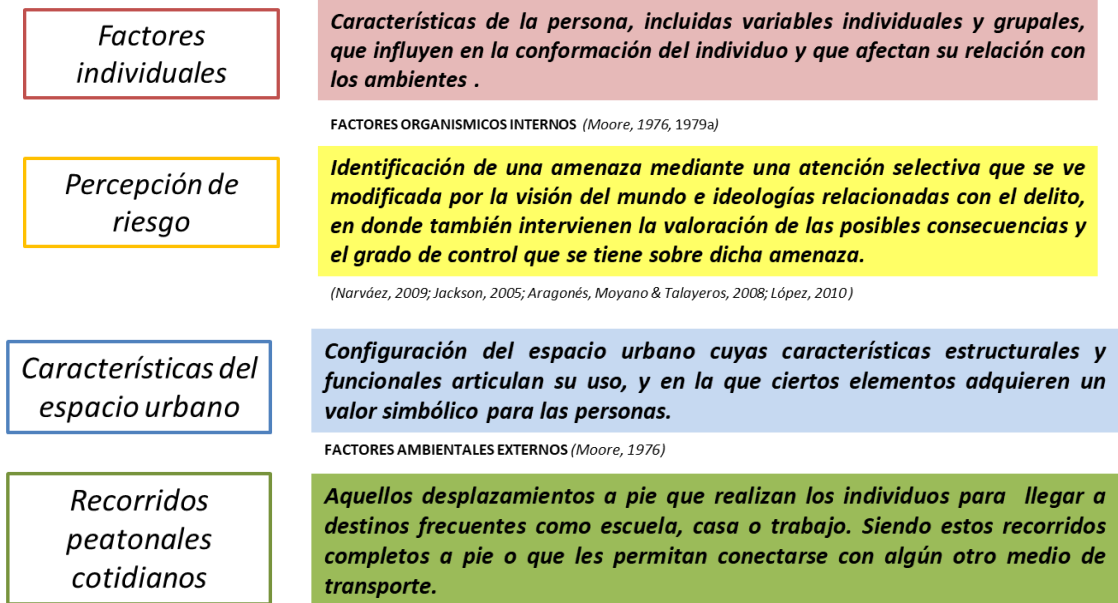 Factores
individuales
Características de la persona, incluidas variables individuales y grupales,
que influyen en la conformación del individuo y que afectan su relación con
los ambientes .
FACTORES ORGANISMICOS INTERNOS (Moore, 1976, 1979a)
Percepción de
riesgo
Identificación de una amenaza mediante una atención selectiva que se ve
modificada por la visión del mundo e ideologías relacionadas con el delito,
en donde también intervienen la valoración de las posibles consecuencias y
el grado de control que se tiene sobre dicha amenaza.
(Narváez, 2009; Jackson, 2005; Aragonés, Moyano & Talayeros, 2008; López, 2010 )
Características del
espacio urbano
Configuración del espacio urbano cuyas características estructurales y
funcionales articulan su uso, y en la que ciertos elementos adquieren un
valor simbólico para las personas.
FACTORES AMBIENTALES EXTERNOS (Moore, 1976)
Recorridos
peatonales
cotidianos
Aquellos desplazamientos a pie que realizan los individuos para llegar a
destinos frecuentes como escuela, casa o trabajo. Siendo estos recorridos
completos a pie o que les permitan conectarse con algún otro medio de
transporte.